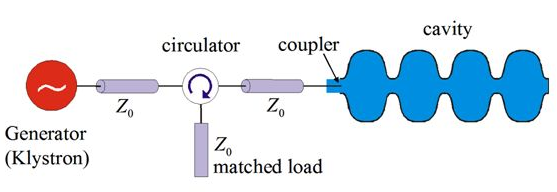 cavity
circulator
coupler
Z₀
Z₀
Generator
(Klystron)
Z₀
matched load